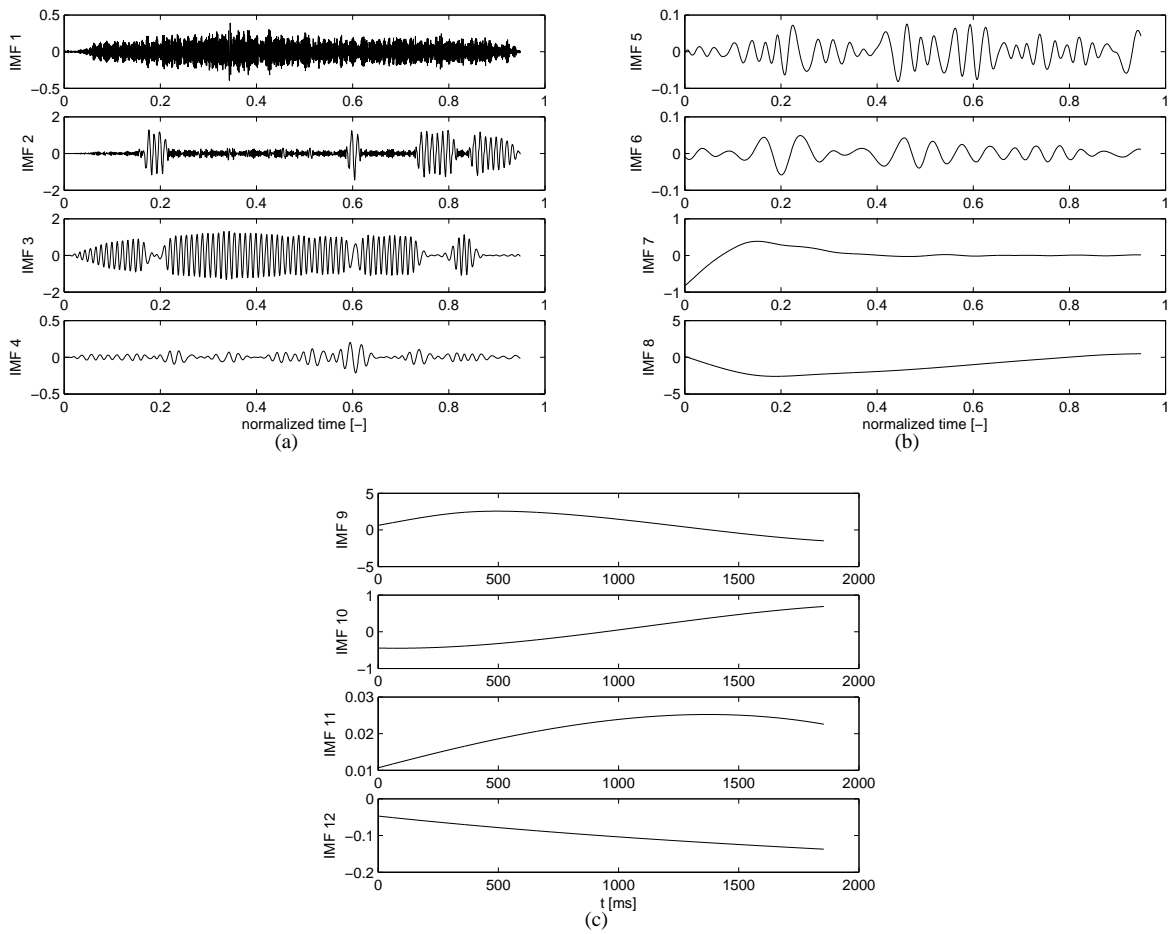 0.5
IMF 1
0
−0.5
0 0.2 0.4 0.6 0.8 1
2
IMF 2
0
−2
0 0.2 0.4 0.6 0.8 1
2
IMF 3
0
−2
0 0.2 0.4 0.6 0.8 1
0.5
IMF 4
0
−0.5
0 0.2 0.4 0.6 0.8 1
normalized time [−]
(a)
0.1
IMF 5
0
−0.1
0 0.2 0.4 0.6 0.8 1
0.1
IMF 6
0
−0.1
0 0.2 0.4 0.6 0.8 1
1
IMF 7
0
−1
0 0.2 0.4 0.6 0.8 1
5
IMF 8
0
−5
0 0.2 0.4 0.6 0.8 1
normalized time [−]
(b)
5
IMF 9
0
−5
0 500 1000 1500 2000
1
IMF 10
0
−1
0 500 1000 1500 2000
0.03
IMF 11
0.02
0.01
0 500 1000 1500 2000
0
IMF 12
−0.1
−0.2
0 500 1000 1500 2000
t [ms]
(c)